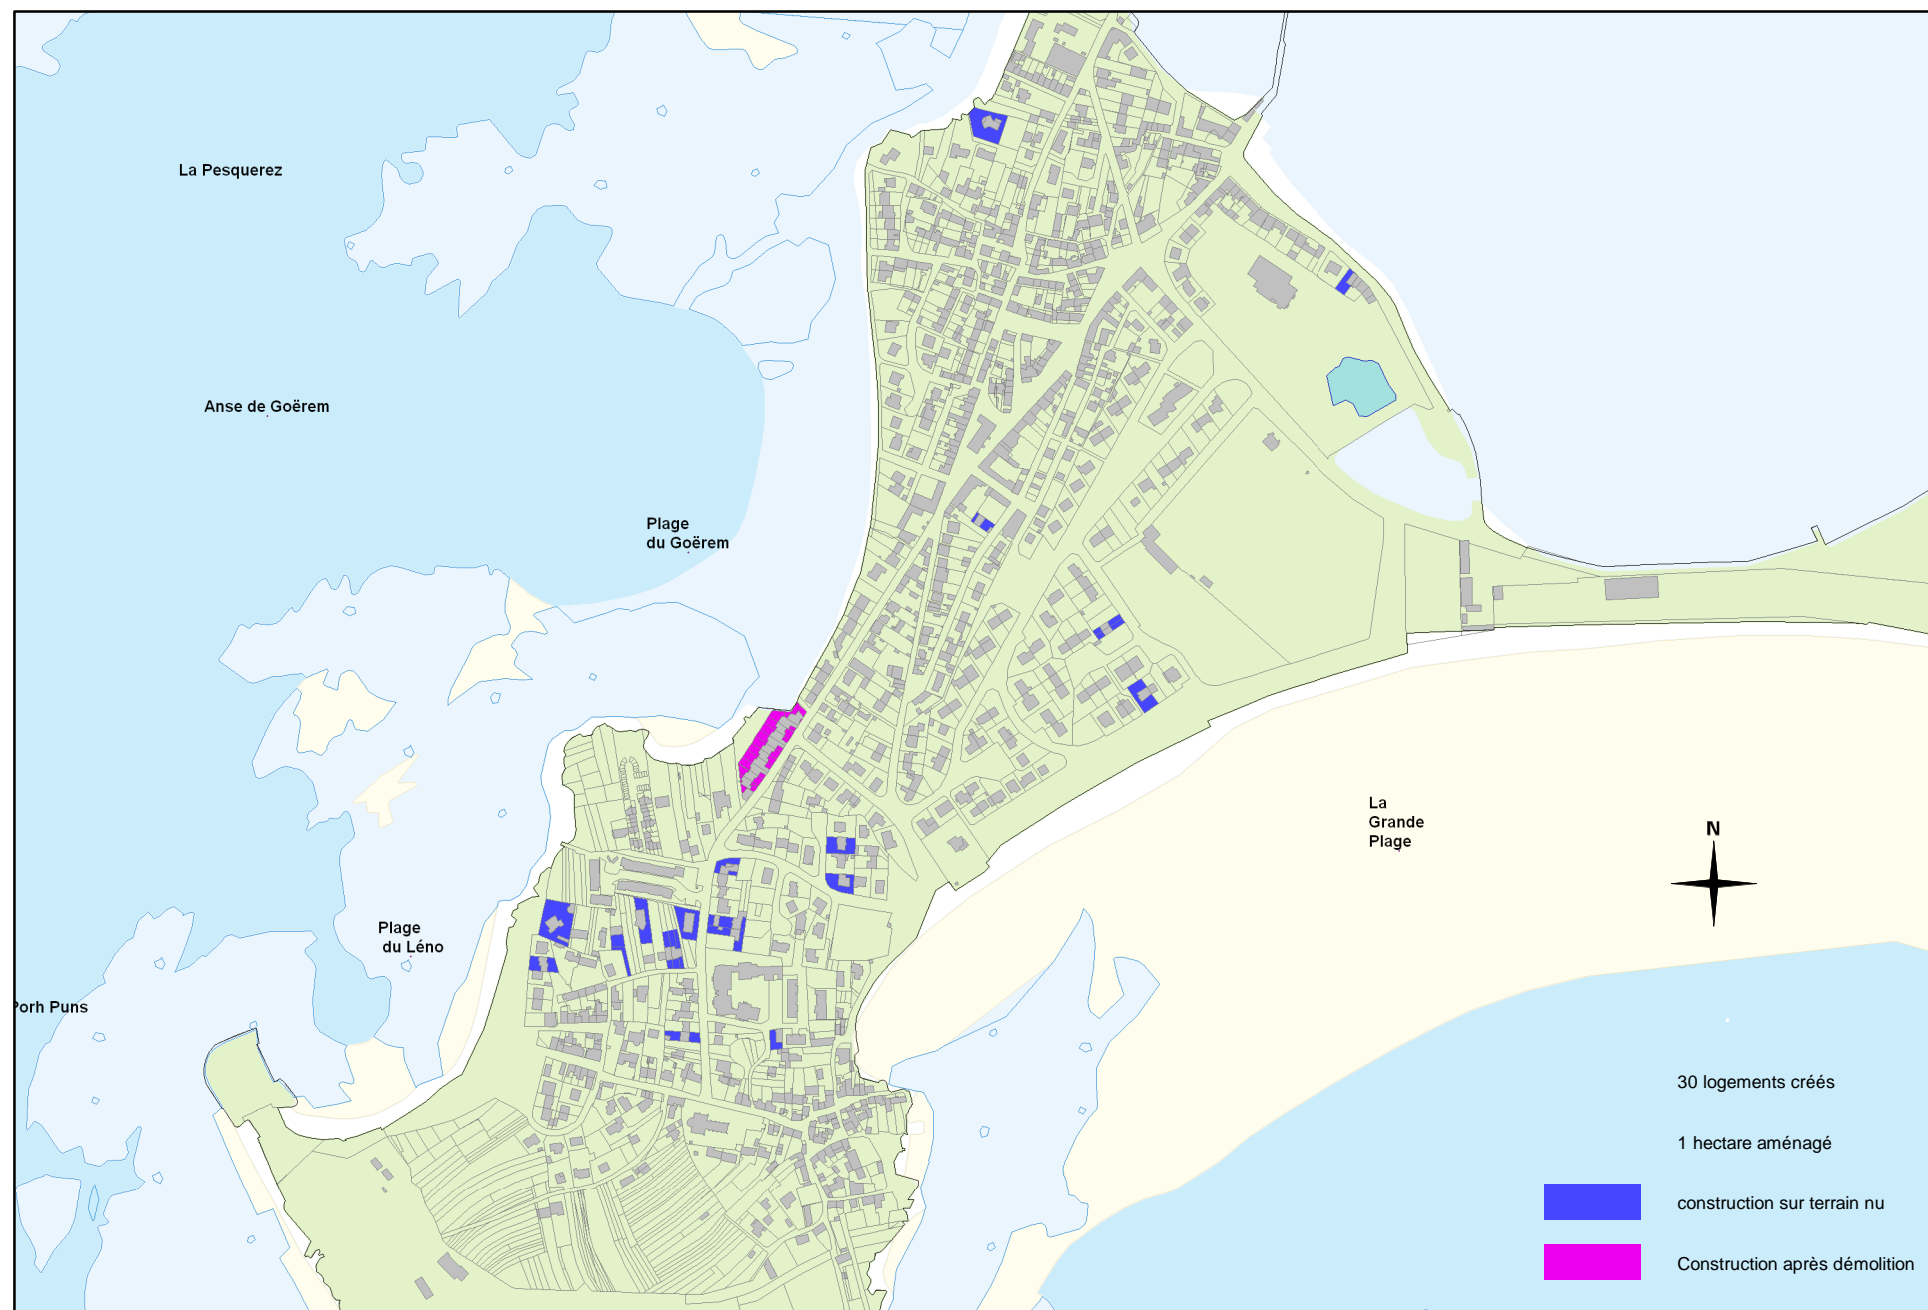 La Pesquerez
Anse de Goërem
Plage
du Goërem
La
Grande
Plage
N
Plage
du Léno
Porh Puns
30 logements créés
1 hectare aménagé
construction sur terrain nu
Construction après démolition